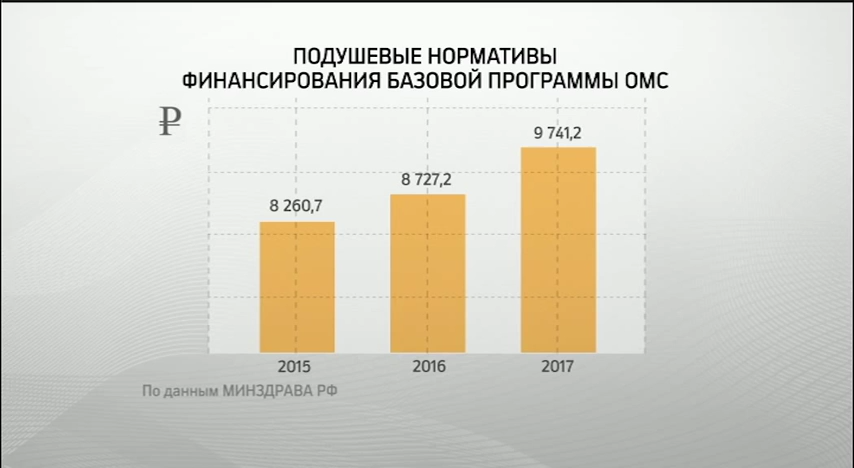 ПОДУШЕВЫЕ НОРМАТИВЫ
ФИНАНСИРОВАНИЯ БАЗОВОЙ ПРОГРАММЫ ОМС
₽
9 741,2
8 727,2
8 260,7
2015 2016 2017
По данным МИНЗДРАВА РФ